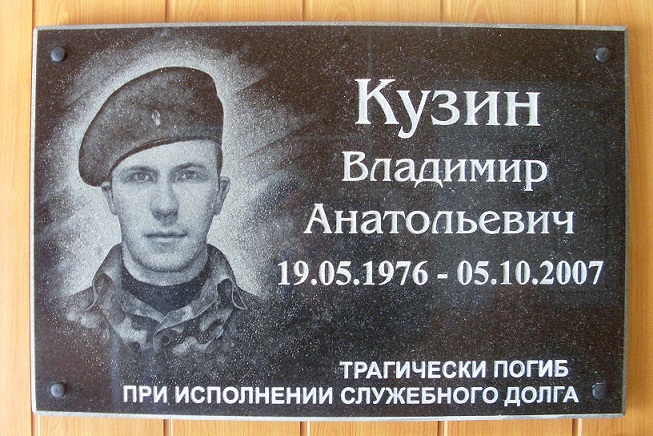 Кузин
Владимир
Анатольевич
19.05.1976 - 05.10.2007
ТРАГИЧЕСКИ ПОГИБ
ПРИ ИСПОЛНЕНИИ СЛУЖЕБНОГО ДОЛГА